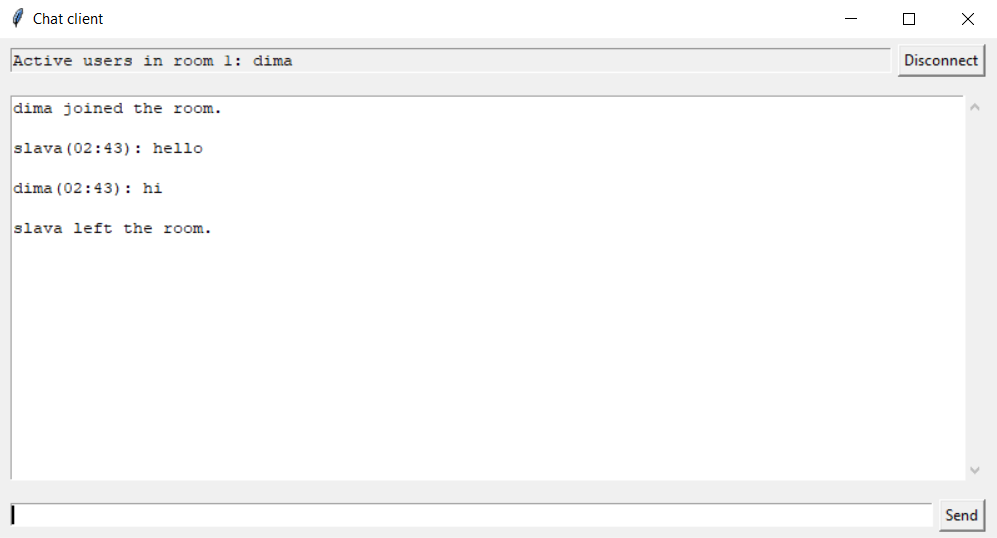 Chat client
Active users in room 1: dima
Disconnect
dima joined the room.
slava(02:43): hello
dima(02:43): hi
slava left the room.
Send